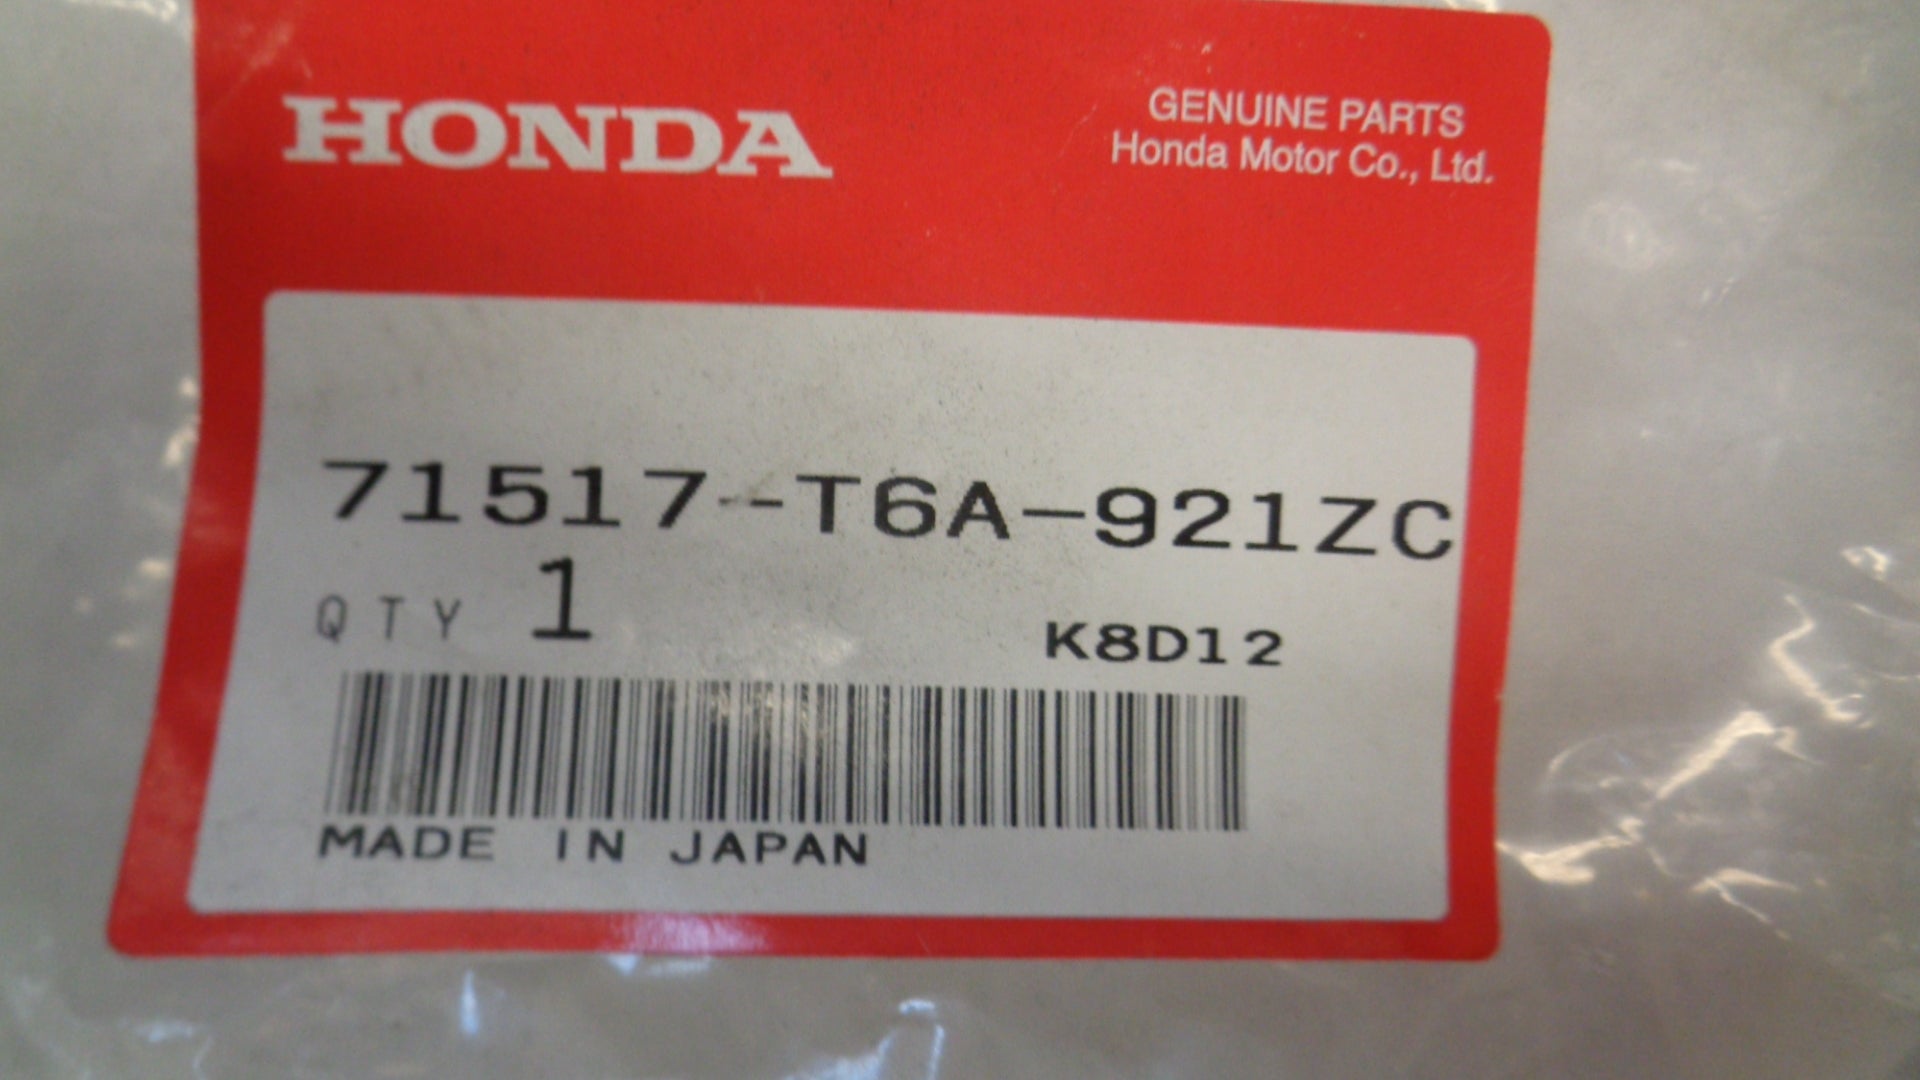 HONDA
GENUINE PARTS
Honda Motor Co., Ltd.
71517-T6A-921ZC
QTY 1
K8D12
MADE IN JAPAN